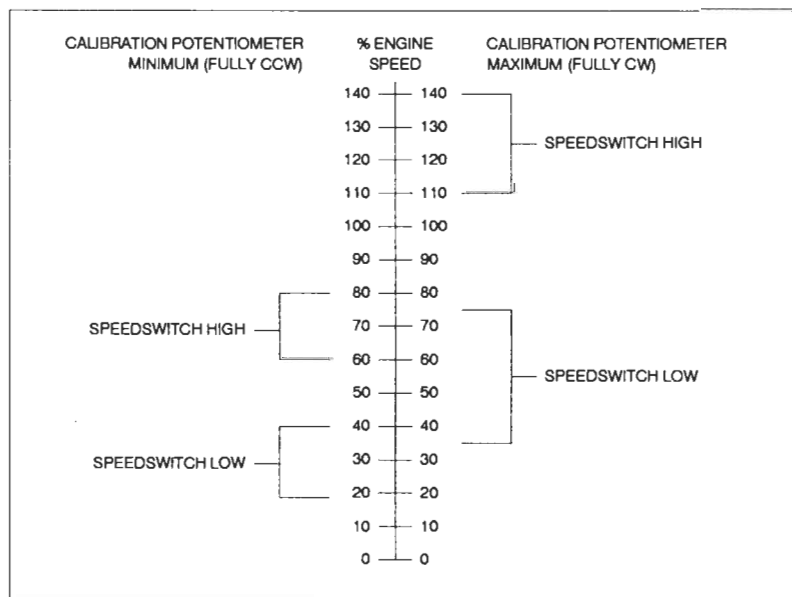 CALIBRATION POTENTIOMETER
MINIMUM (FULLY CCW)
% ENGINE
SPEED
CALIBRATION POTENTIOMETER
MAXIMUM (FULLY CW)
140 140
130 130
SPEEDSWITCH HIGH
120 120
110 110
100 100
90 90
80 80
SPEEDSWITCH HIGH
70 70
60 60
SPEEDSWITCH LOW
50 50
40 40
30 30
SPEEDSWITCH LOW
20 20
10 10
0 0